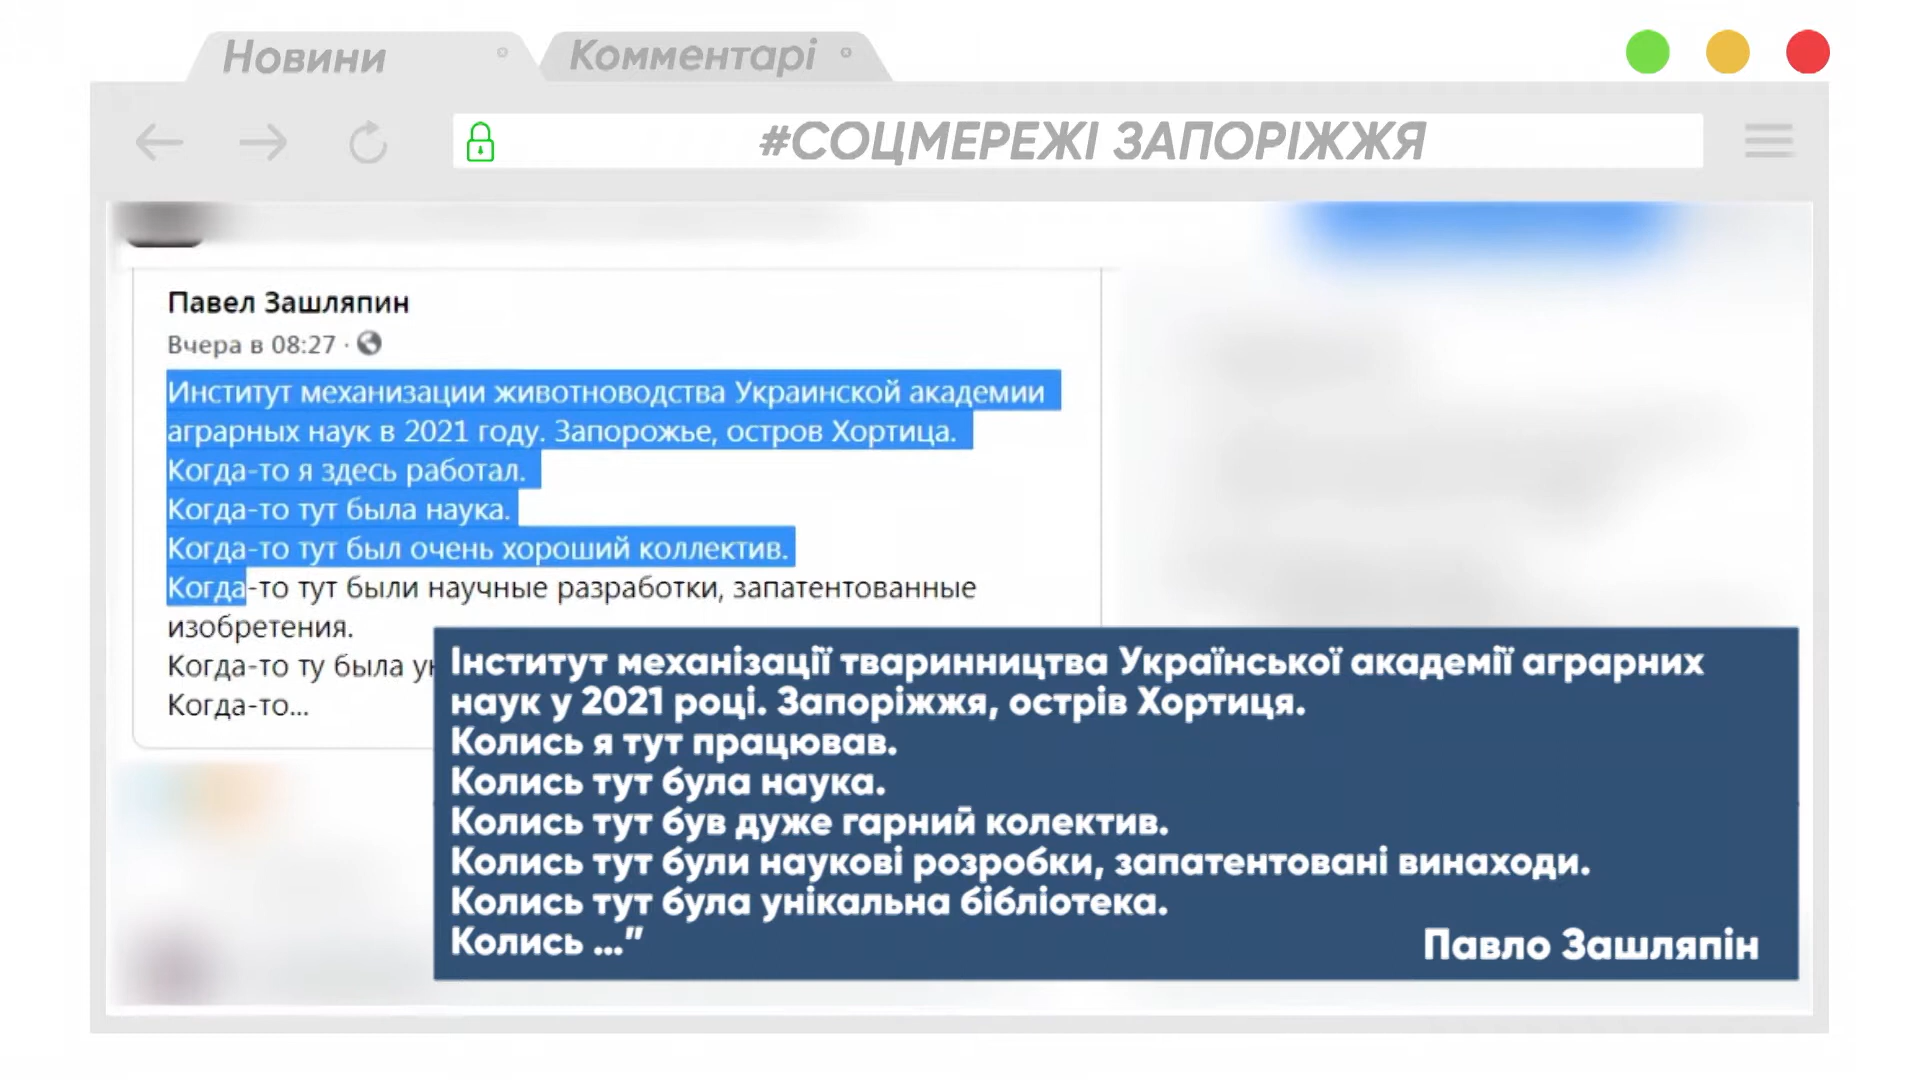 Новини
Комментарі
#СОЦМЕРЕЖІ ЗАПОРІЖЖЯ
Павел Зашляпин
Вчера в 08:27 ·
Институт механизации животноводства Украинской академии
аграрных наук в 2021 году. Запорожье, остров Хортица.
Когда-то я здесь работал.
Когда-то тут была наука.
Когда-то тут был очень хороший коллектив.
Когда-то тут были научные разработки, запатентованные
изобретения.
Когда-то ту была
Когда-то...
Інститут механізації тваринництва Української академії аграрних
наук у 2021 році. Запоріжжя, острів Хортиця.
Колись я тут працював.
Колись тут була наука.
Колись тут був дуже гарний колектив.
Колись тут були наукові розробки, запатентовані винаходи.
Колись тут була унікальна бібліотека.
Колись ..."
Павло Зашляпін